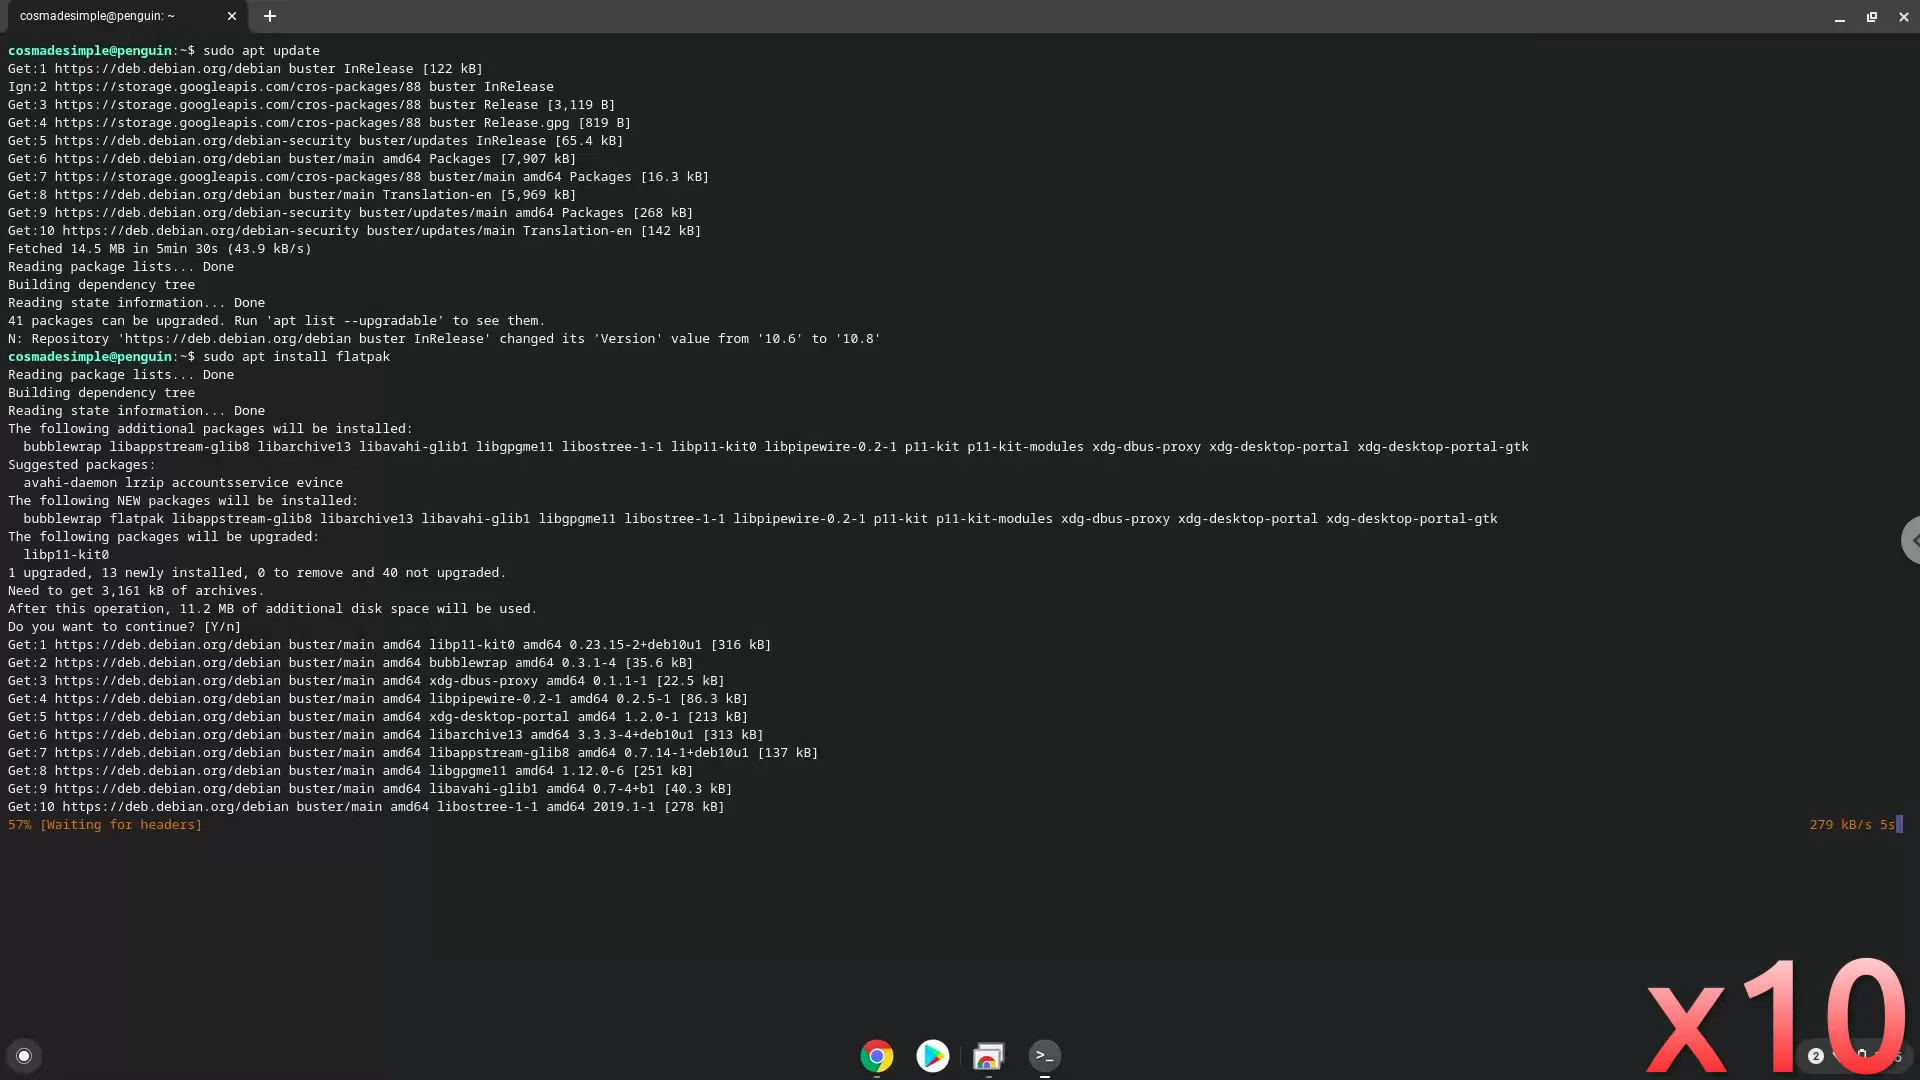 cosmadesimple@penguin: ~
cosmadesimple@penguin:~$ sudo apt update
Get:1 https://deb.debian.org/debian buster InRelease [122 kB]
Ign:2 https://storage.googleapis.com/cros-packages/88 buster InRelease
Get:3 https://storage.googleapis.com/cros-packages/88 buster Release [3,119 B]
Get:4 https://storage.googleapis.com/cros-packages/88 buster Release.gpg [819 B]
Get:5 https://deb.debian.org/debian-security buster/updates InRelease [65.4 kB]
Get:6 https://deb.debian.org/debian buster/main amd64 Packages [7,907 kB]
Get:7 https://storage.googleapis.com/cros-packages/88 buster/main amd64 Packages [16.3 kB]
Get:8 https://deb.debian.org/debian buster/main Translation-en [5,969 kB]
Get:9 https://deb.debian.org/debian-security buster/updates/main amd64 Packages [268 kB]
Get:10 https://deb.debian.org/debian-security buster/updates/main Translation-en [142 kB]
Fetched 14.5 MB in 5min 30s (43.9 kB/s)
Reading package lists... Done
Building dependency tree
Reading state information... Done
41 packages can be upgraded. Run 'apt list --upgradable' to see them.
N: Repository 'https://deb.debian.org/debian buster InRelease' changed its 'Version' value from '10.6' to '10.8'
cosmadesimple@penguin:~$ sudo apt install flatpak
Reading package lists... Done
Building dependency tree
Reading state information... Done
The following additional packages will be installed:
  bubblewrap libappstream-glib8 libarchive13 libavahi-glib1 libgpgme11 libostree-1-1 libp11-kit0 libpipewire-0.2-1 p11-kit p11-kit-modules xdg-dbus-proxy xdg-desktop-portal xdg-desktop-portal-gtk
Suggested packages:
  avahi-daemon lrzip accountsservice evince
The following NEW packages will be installed:
  bubblewrap flatpak libappstream-glib8 libarchive13 libavahi-glib1 libgpgme11 libostree-1-1 libpipewire-0.2-1 p11-kit p11-kit-modules xdg-dbus-proxy xdg-desktop-portal xdg-desktop-portal-gtk
The following packages will be upgraded:
  libp11-kit0
1 upgraded, 13 newly installed, 0 to remove and 40 not upgraded.
Need to get 3,161 kB of archives.
After this operation, 11.2 MB of additional disk space will be used.
Do you want to continue? [Y/n]
Get:1 https://deb.debian.org/debian buster/main amd64 libp11-kit0 amd64 0.23.15-2+deb10u1 [316 kB]
Get:2 https://deb.debian.org/debian buster/main amd64 bubblewrap amd64 0.3.1-4 [35.6 kB]
Get:3 https://deb.debian.org/debian buster/main amd64 xdg-dbus-proxy amd64 0.1.1-1 [22.5 kB]
Get:4 https://deb.debian.org/debian buster/main amd64 libpipewire-0.2-1 amd64 0.2.5-1 [86.3 kB]
Get:5 https://deb.debian.org/debian buster/main amd64 xdg-desktop-portal amd64 1.2.0-1 [213 kB]
Get:6 https://deb.debian.org/debian buster/main amd64 libarchive13 amd64 3.3.3-4+deb10u1 [313 kB]
Get:7 https://deb.debian.org/debian buster/main amd64 libappstream-glib8 amd64 0.7.14-1+deb10u1 [137 kB]
Get:8 https://deb.debian.org/debian buster/main amd64 libgpgme11 amd64 1.12.0-6 [251 kB]
Get:9 https://deb.debian.org/debian buster/main amd64 libavahi-glib1 amd64 0.7-4+b1 [40.3 kB]
Get:10 https://deb.debian.org/debian buster/main amd64 libostree-1-1 amd64 2019.1-1 [278 kB]
57% [Waiting for headers] 279 kB/s 5s
x10
2